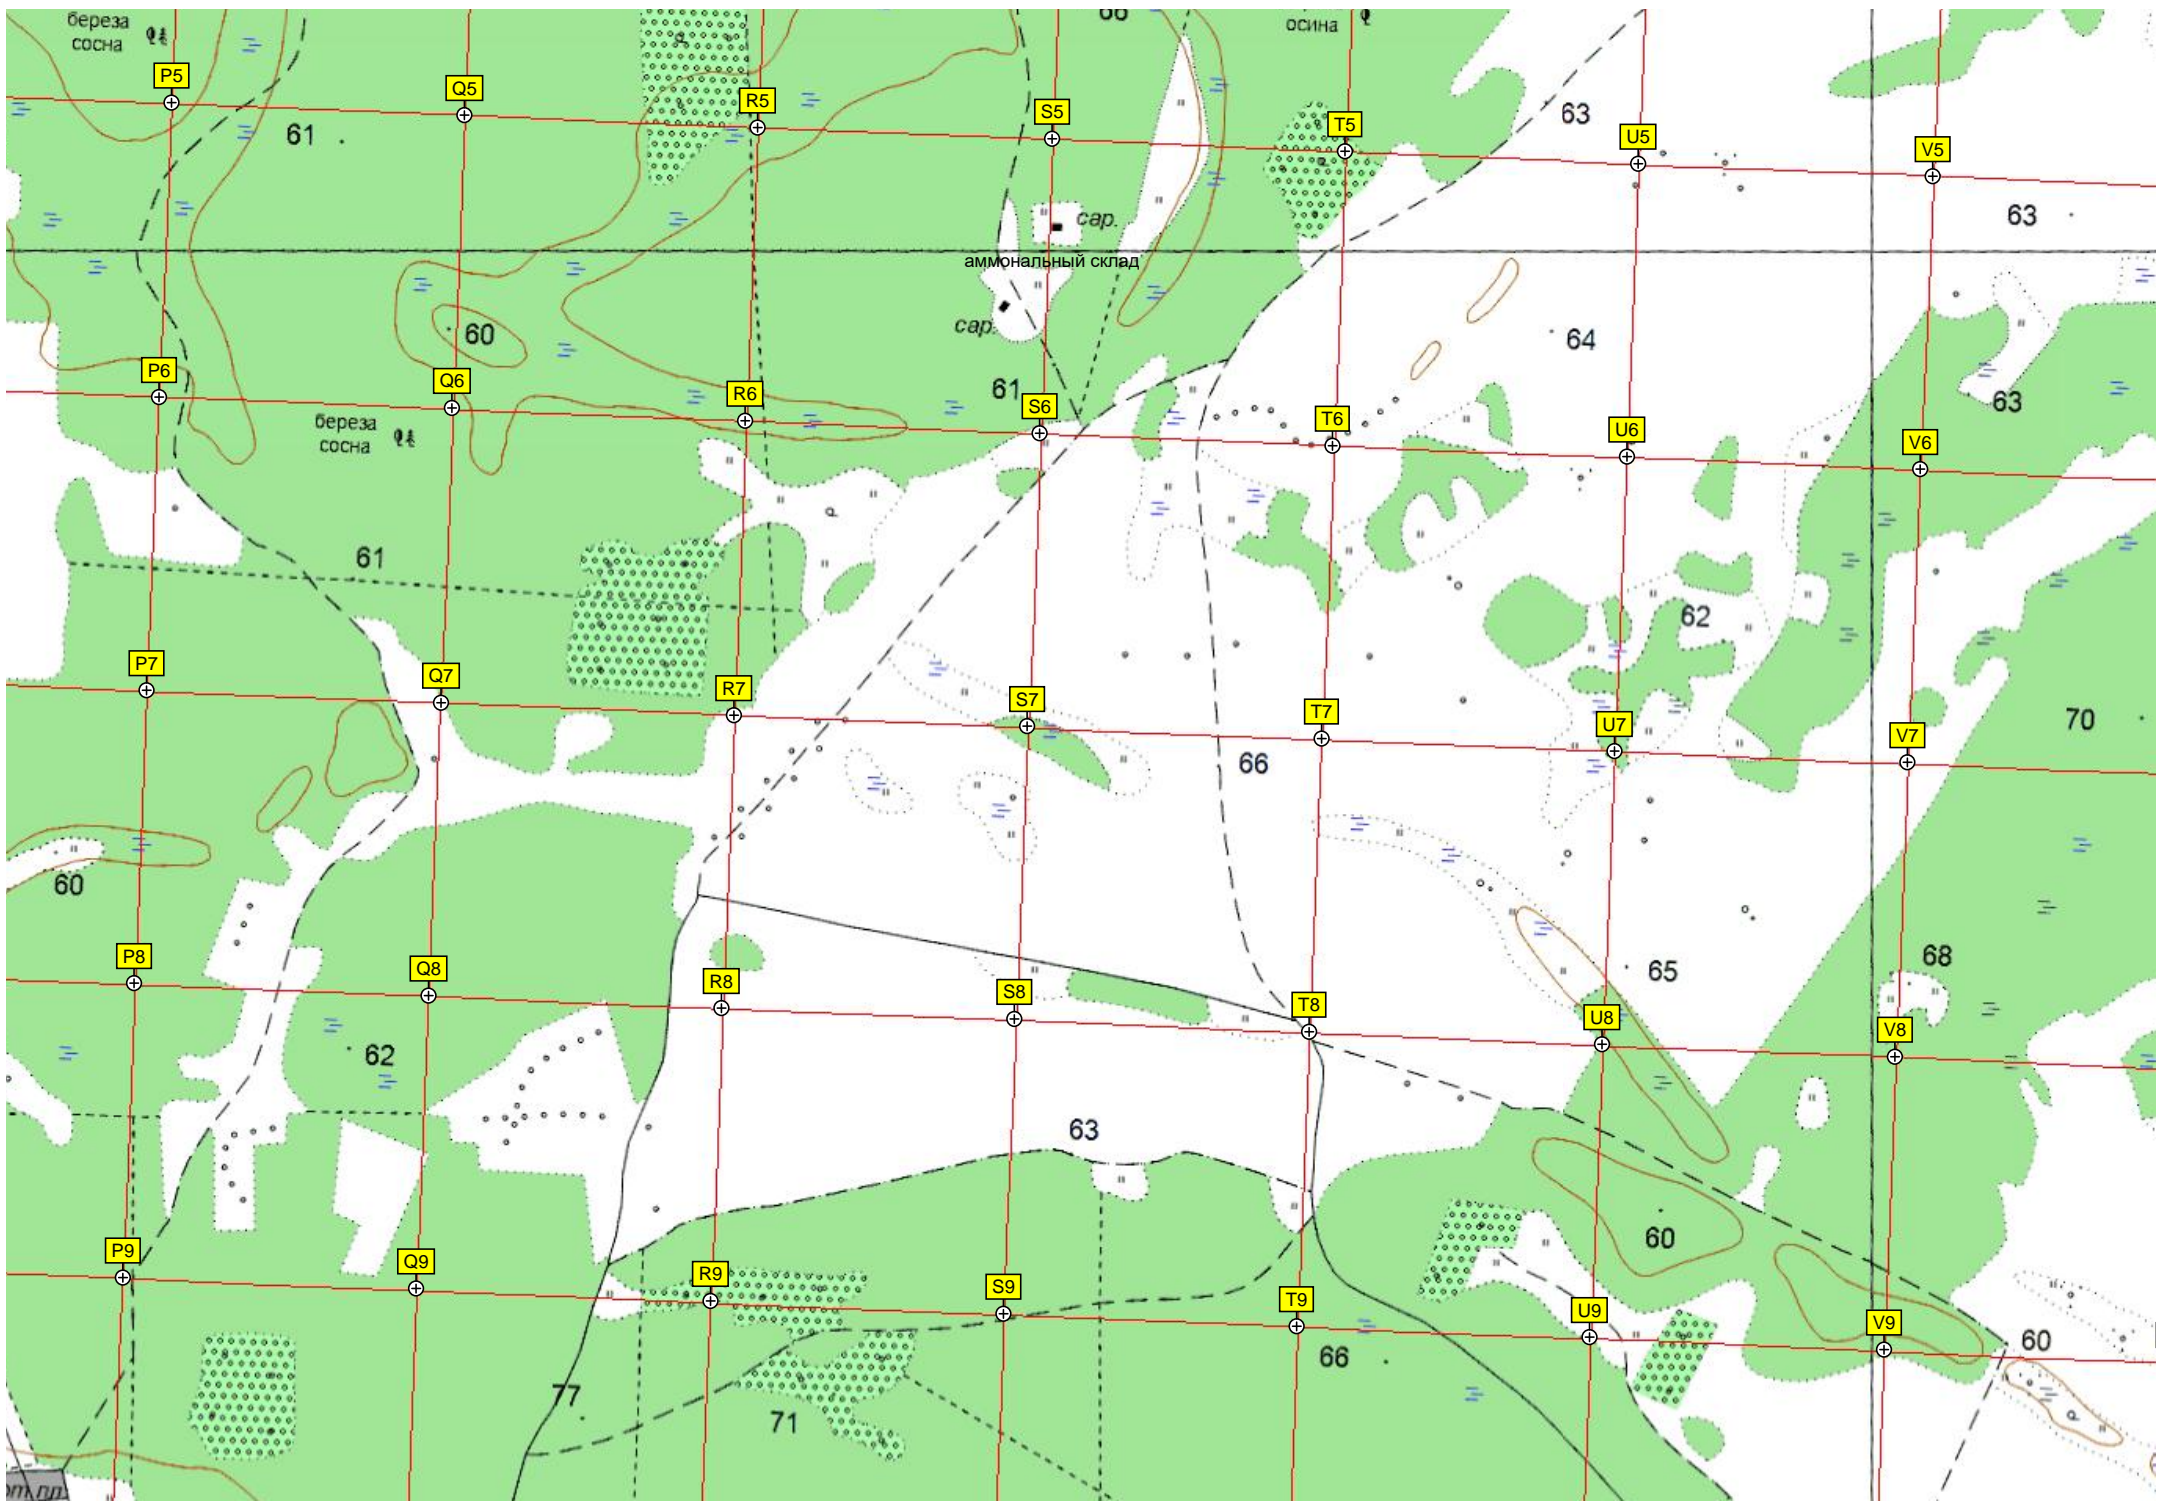 береза
сосна
66
осина
P5
Q5
R5
S5
T5
U5
V5
61
63
63
сар.
аммональный склад
сар.
60
64
P6
Q6
R6
S6
T6
U6
V6
61
63
береза
сосна
61
62
P7
Q7
R7
S7
T7
U7
V7
66
70
60
P8
Q8
R8
S8
T8
U8
V8
65
68
62
63
60
P9
Q9
R9
S9
T9
U9
V9
66
60
77
71